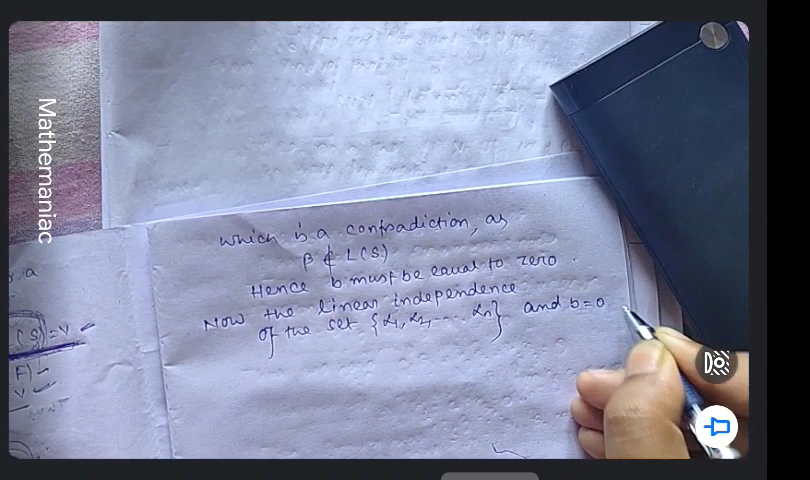 Mathemaniac
which is a contradiction, as
β ∉ L(S)
Hence b must be equal to zero.
Now the linear independence
of the set {α₁, α₂, ... αₙ} and b=0
a
(S)=V
F)
V